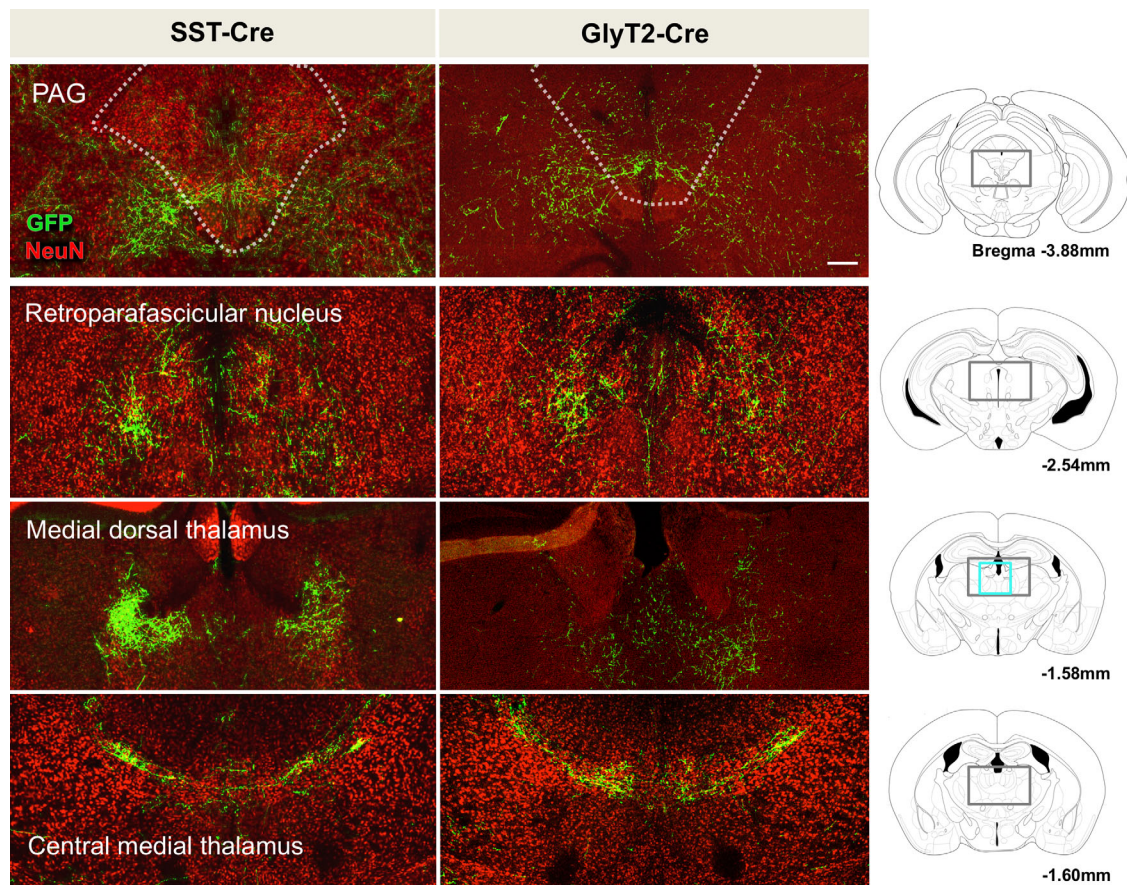 SST-Cre
GlyT2-Cre
PAG
GFP
NeuN
Bregma -3.88mm
Retroparafascicular nucleus
-2.54mm
Medial dorsal thalamus
-1.58mm
Central medial thalamus
-1.60mm